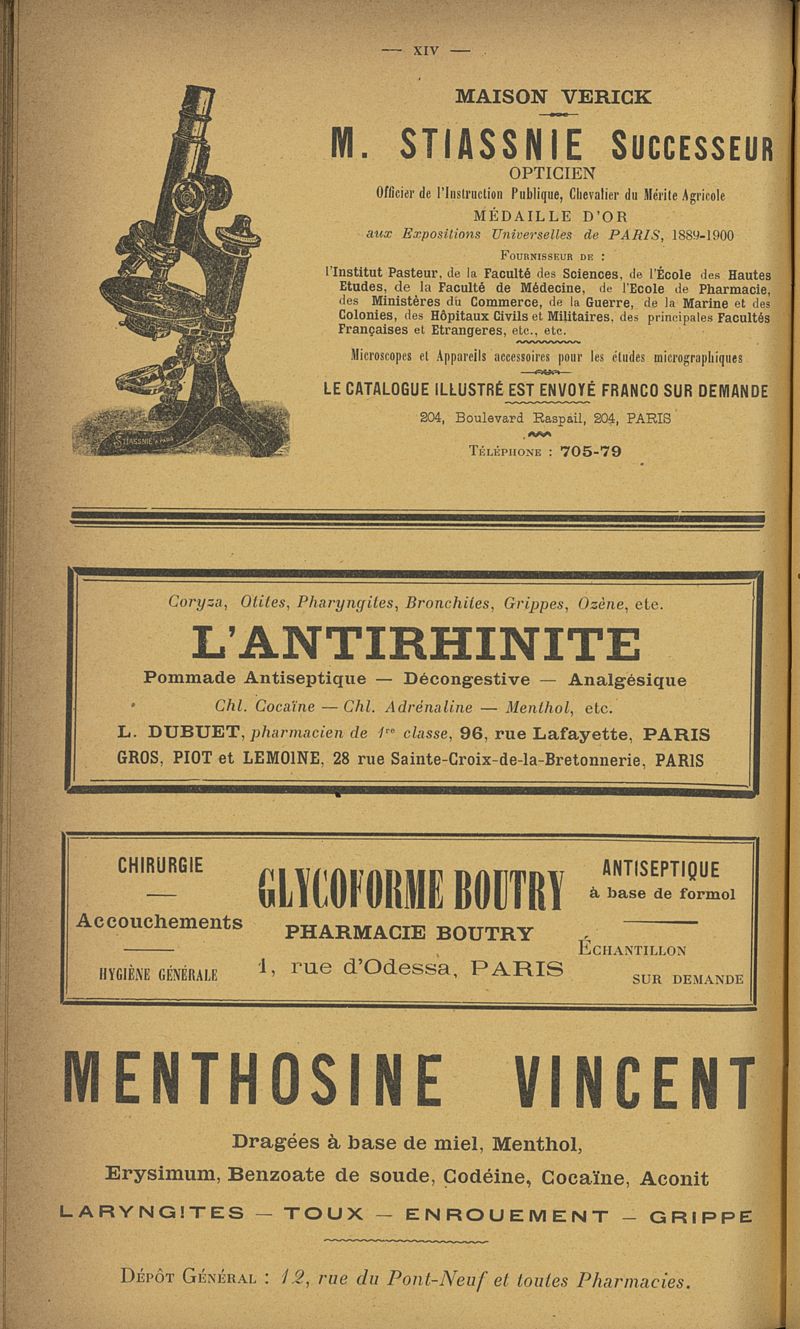 — XIV —
MAISON VERICK
M. STIASSNIE SUCCESSEUR
OPTICIEN
Officier de l'Instruction Publique, Chevalier du Mérite Agricole
MÉDAILLE D'OR
aux Expositions Universelles de PARIS, 1889-1900
FOURNISSEUR DE :
l'Institut Pasteur, de la Faculté des Sciences, de l'École des Hautes
Etudes, de la Faculté de Médecine, de l'Ecole de Pharmacie,
des Ministères du Commerce, de la Guerre, de la Marine et des
Colonies, des Hôpitaux Civils et Militaires, des principales Facultés
Françaises et Etrangeres, etc., etc.
Microscopes et Appareils accessoires pour les études micrographiques
LE CATALOGUE ILLUSTRÉ EST ENVOYÉ FRANCO SUR DEMANDE
204, Boulevard Raspail, 204, PARIS
TÉLÉPHONE : 705-79
STIASSNIE À PARIS
Coryza, Otites, Pharyngites, Bronchites, Grippes, Ozène, etc.
L'ANTIRHINITE
Pommade Antiseptique — Décongestive — Analgésique
Chl. Cocaïne — Chl. Adrénaline — Menthol, etc.
L. DUBUET, pharmacien de 1re classe, 96, rue Lafayette, PARIS
GROS, PIOT et LEMOINE, 28 rue Sainte-Croix-de-la-Bretonnerie, PARIS
CHIRURGIE
Accouchements
HYGIÈNE GÉNÉRALE
GLYCOFORME BOUTRY
PHARMACIE BOUTRY
1, rue d'Odessa, PARIS
ANTISEPTIQUE
à base de formol
ÉCHANTILLON
SUR DEMANDE
MENTHOSINE VINCENT
Dragées à base de miel, Menthol,
Erysimum, Benzoate de soude, Codéine, Cocaïne, Aconit
LARYNGITES — TOUX — ENROUEMENT — GRIPPE
DÉPÔT GÉNÉRAL : 12, rue du Pont-Neuf et toutes Pharmacies.